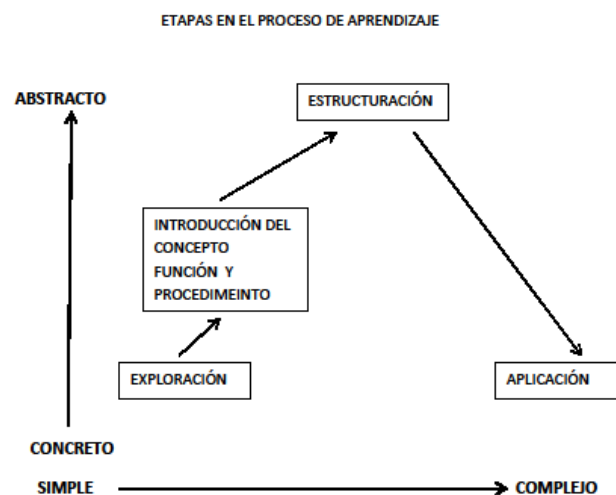 ETAPAS EN EL PROCESO DE APRENDIZAJE
ABSTRACTO
ESTRUCTURACIÓN
INTRODUCCIÓN DEL
CONCEPTO
FUNCIÓN Y
PROCEDIMEINTO
EXPLORACIÓN
APLICACIÓN
CONCRETO
SIMPLE
COMPLEJO